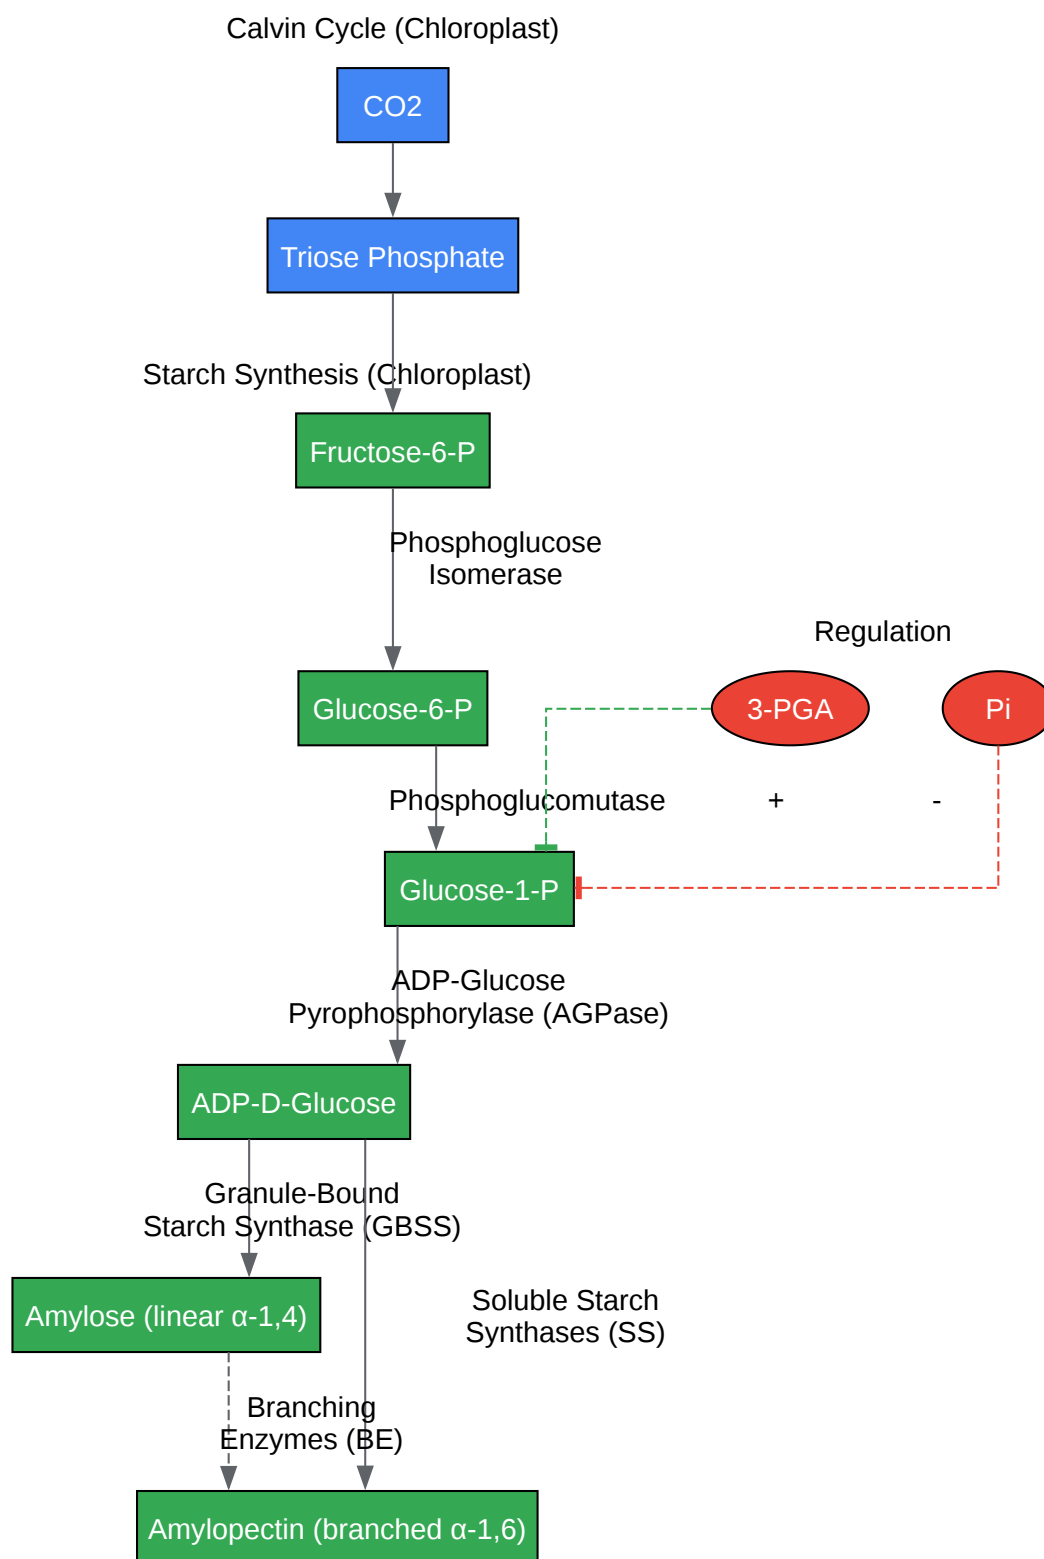 Calvin Cycle (Chloroplast)
CO2
Triose Phosphate
Starch Synthesis (Chloroplast)
Fructose-6-P
Phosphoglucose
Isomerase
Regulation
Glucose-6-P
3-PGA
Pi
Phosphoglucomutase
+
-
Glucose-1-P
ADP-Glucose
Pyrophosphorylase (AGPase)
ADP-D-Glucose
Granule-Bound
Starch Synthase (GBSS)
Amylose (linear α-1,4)
Soluble Starch
Synthases (SS)
Branching
Enzymes (BE)
Amylopectin (branched α-1,6)